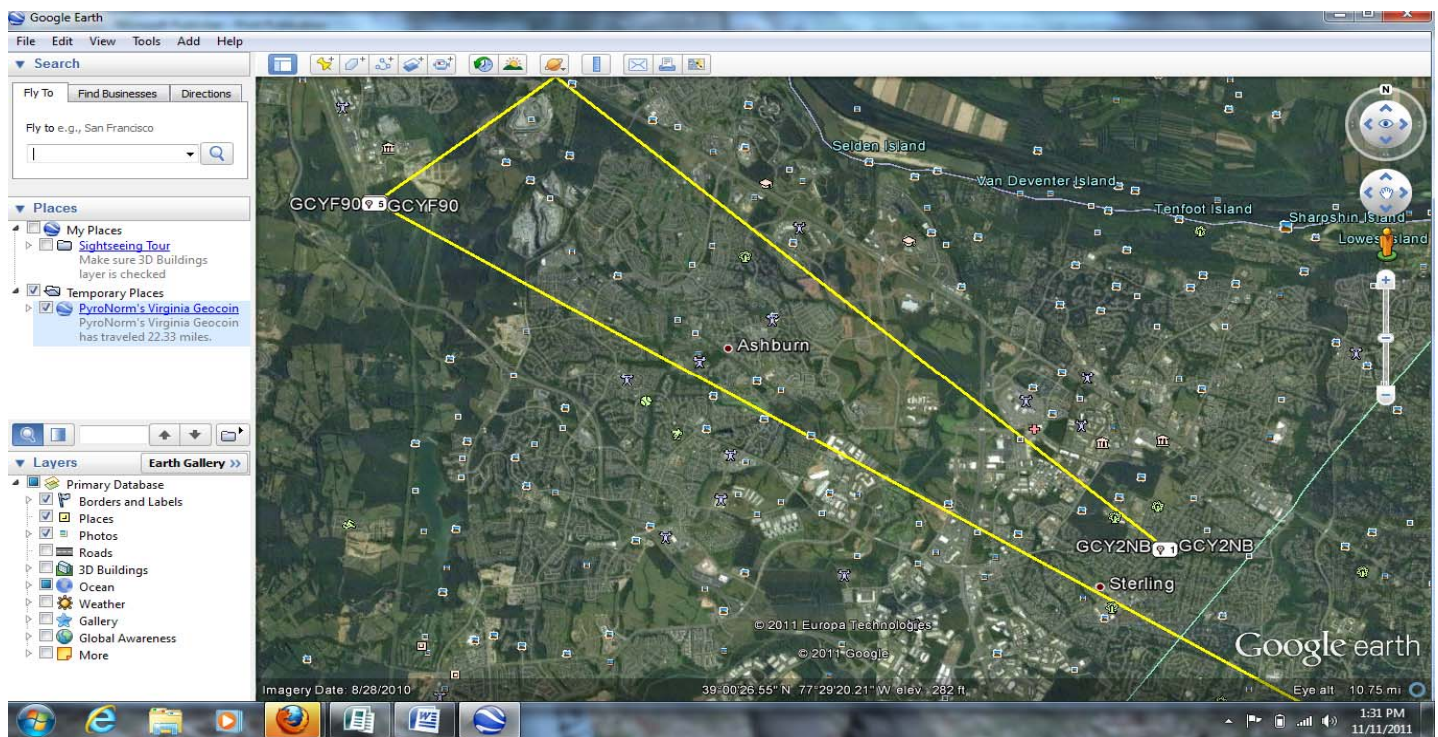 Google Earth
File Edit View Tools Add Help
Search
Fly To Find Businesses Directions
Fly to e.g., San Francisco
Places
My Places
Sightseeing Tour
Make sure 3D Buildings
layer is checked
Temporary Places
PyroNorm's Virginia Geocoin
PyroNorm's Virginia Geocoin
has traveled 22.33 miles.
Layers Earth Gallery >>
Primary Database
Borders and Labels
Places
Photos
Roads
3D Buildings
Ocean
Weather
Gallery
Global Awareness
More
N
Selden Island
Van Deventer Island
Tenfoot Island
Sharpshin Island
Lowes Island
GCYF90 5 GCYF90
Ashburn
GCY2NB 1 GCY2NB
Sterling
© 2011 Europa Technologies
© 2011 Google
Google earth
Imagery Date: 8/28/2010 39°00'26.55" N 77°29'20.21" W elev 282 ft Eye alt 10.75 mi
1:31 PM
11/11/2011